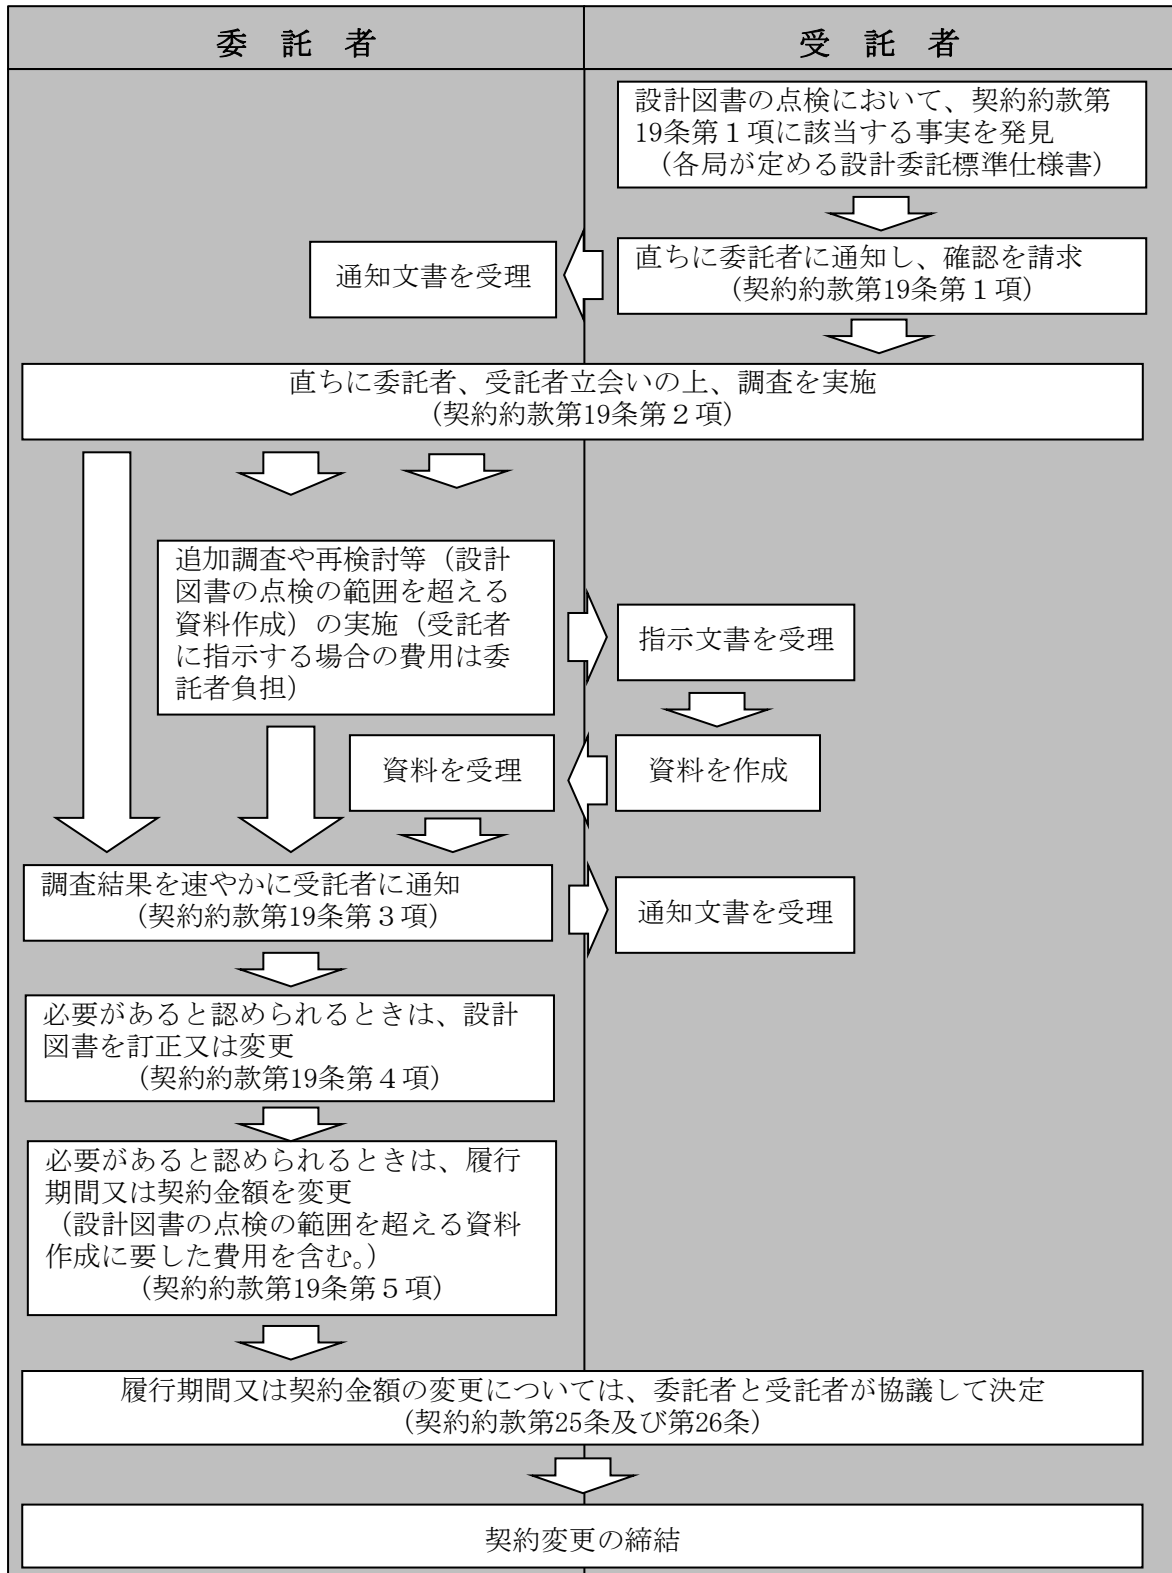 委 託 者
受 託 者
設計図書の点検において、契約約款第
19条第１項に該当する事実を発見
（各局が定める設計委託標準仕様書）
直ちに委託者に通知し、確認を請求
（契約約款第19条第１項）
通知文書を受理
直ちに委託者、受託者立会いの上、調査を実施
（契約約款第19条第２項）
追加調査や再検討等（設計
図書の点検の範囲を超える
資料作成）の実施（受託者
に指示する場合の費用は委
託者負担）
指示文書を受理
資料を作成
資料を受理
調査結果を速やかに受託者に通知
（契約約款第19条第３項）
通知文書を受理
必要があると認められるときは、設計
図書を訂正又は変更
（契約約款第19条第４項）
必要があると認められるときは、履行
期間又は契約金額を変更
（設計図書の点検の範囲を超える資料
作成に要した費用を含む。）
（契約約款第19条第５項）
履行期間又は契約金額の変更については、委託者と受託者が協議して決定
（契約約款第25条及び第26条）
契約変更の締結